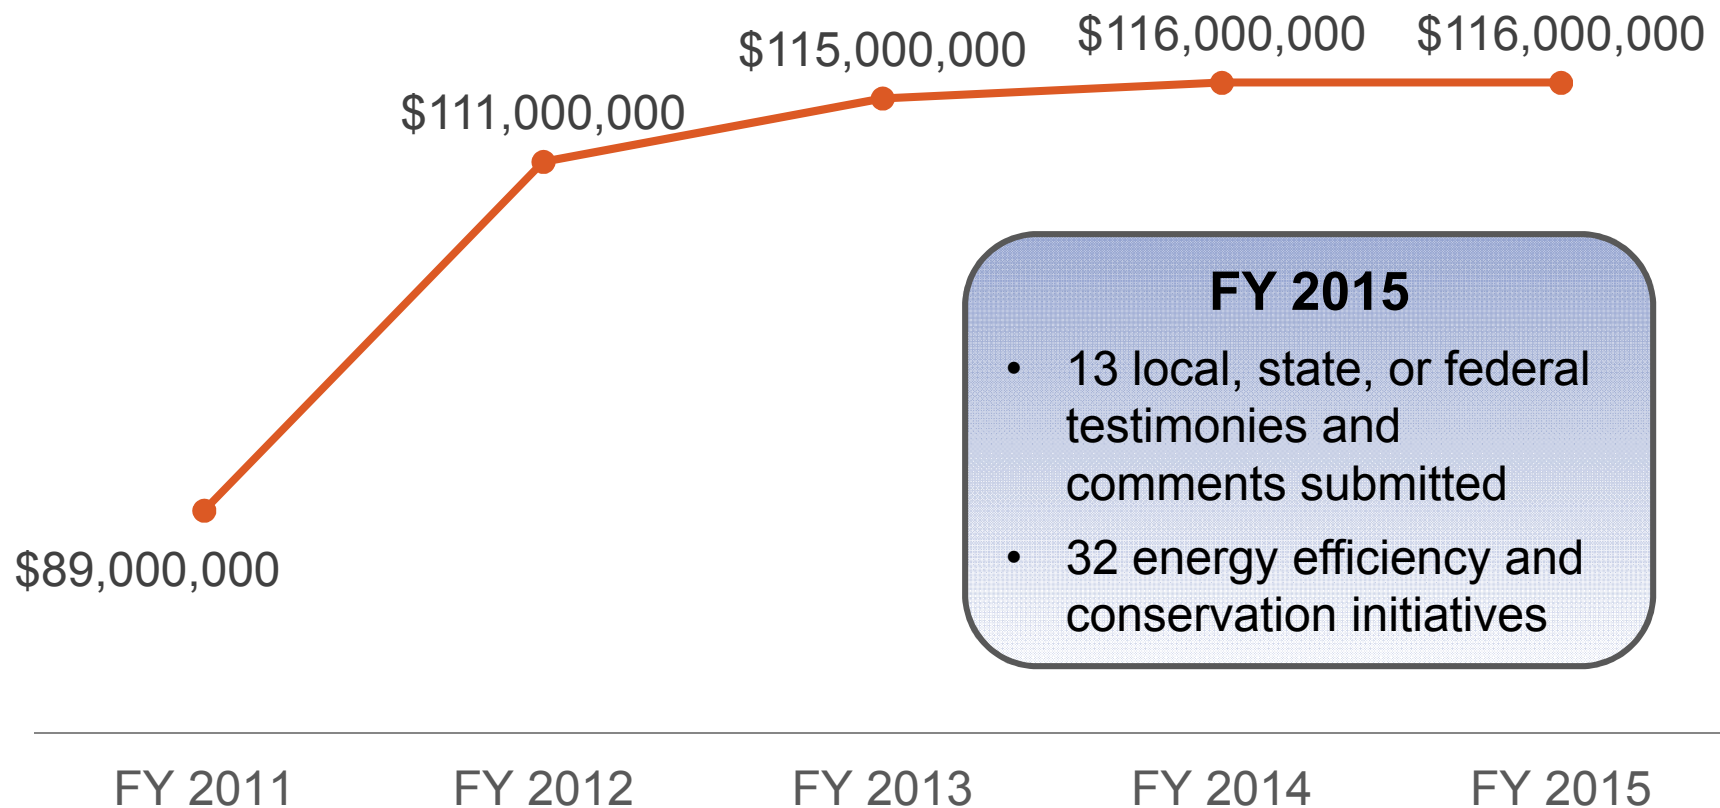 $116,000,000
$116,000,000
$115,000,000
$111,000,000
$89,000,000
FY 2015
• 13 local, state, or federal
testimonies and
comments submitted
• 32 energy efficiency and
conservation initiatives
FY 2011
FY 2012
FY 2013
FY 2014
FY 2015